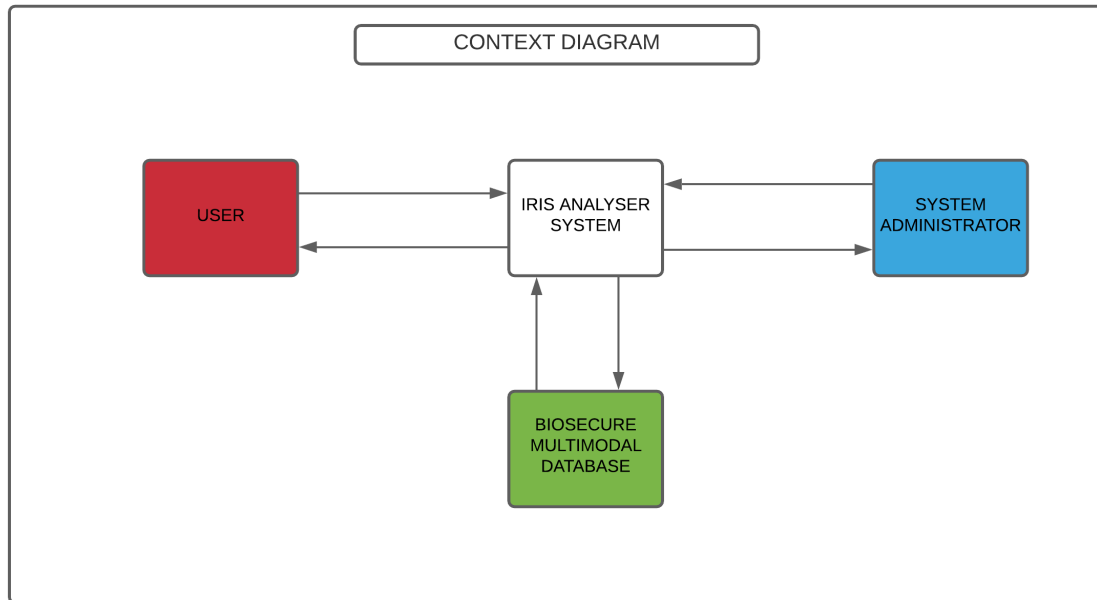 CONTEXT DIAGRAM
USER
IRIS ANALYSER
SYSTEM
SYSTEM
ADMINISTRATOR
BIOSECURE
MULTIMODAL
DATABASE